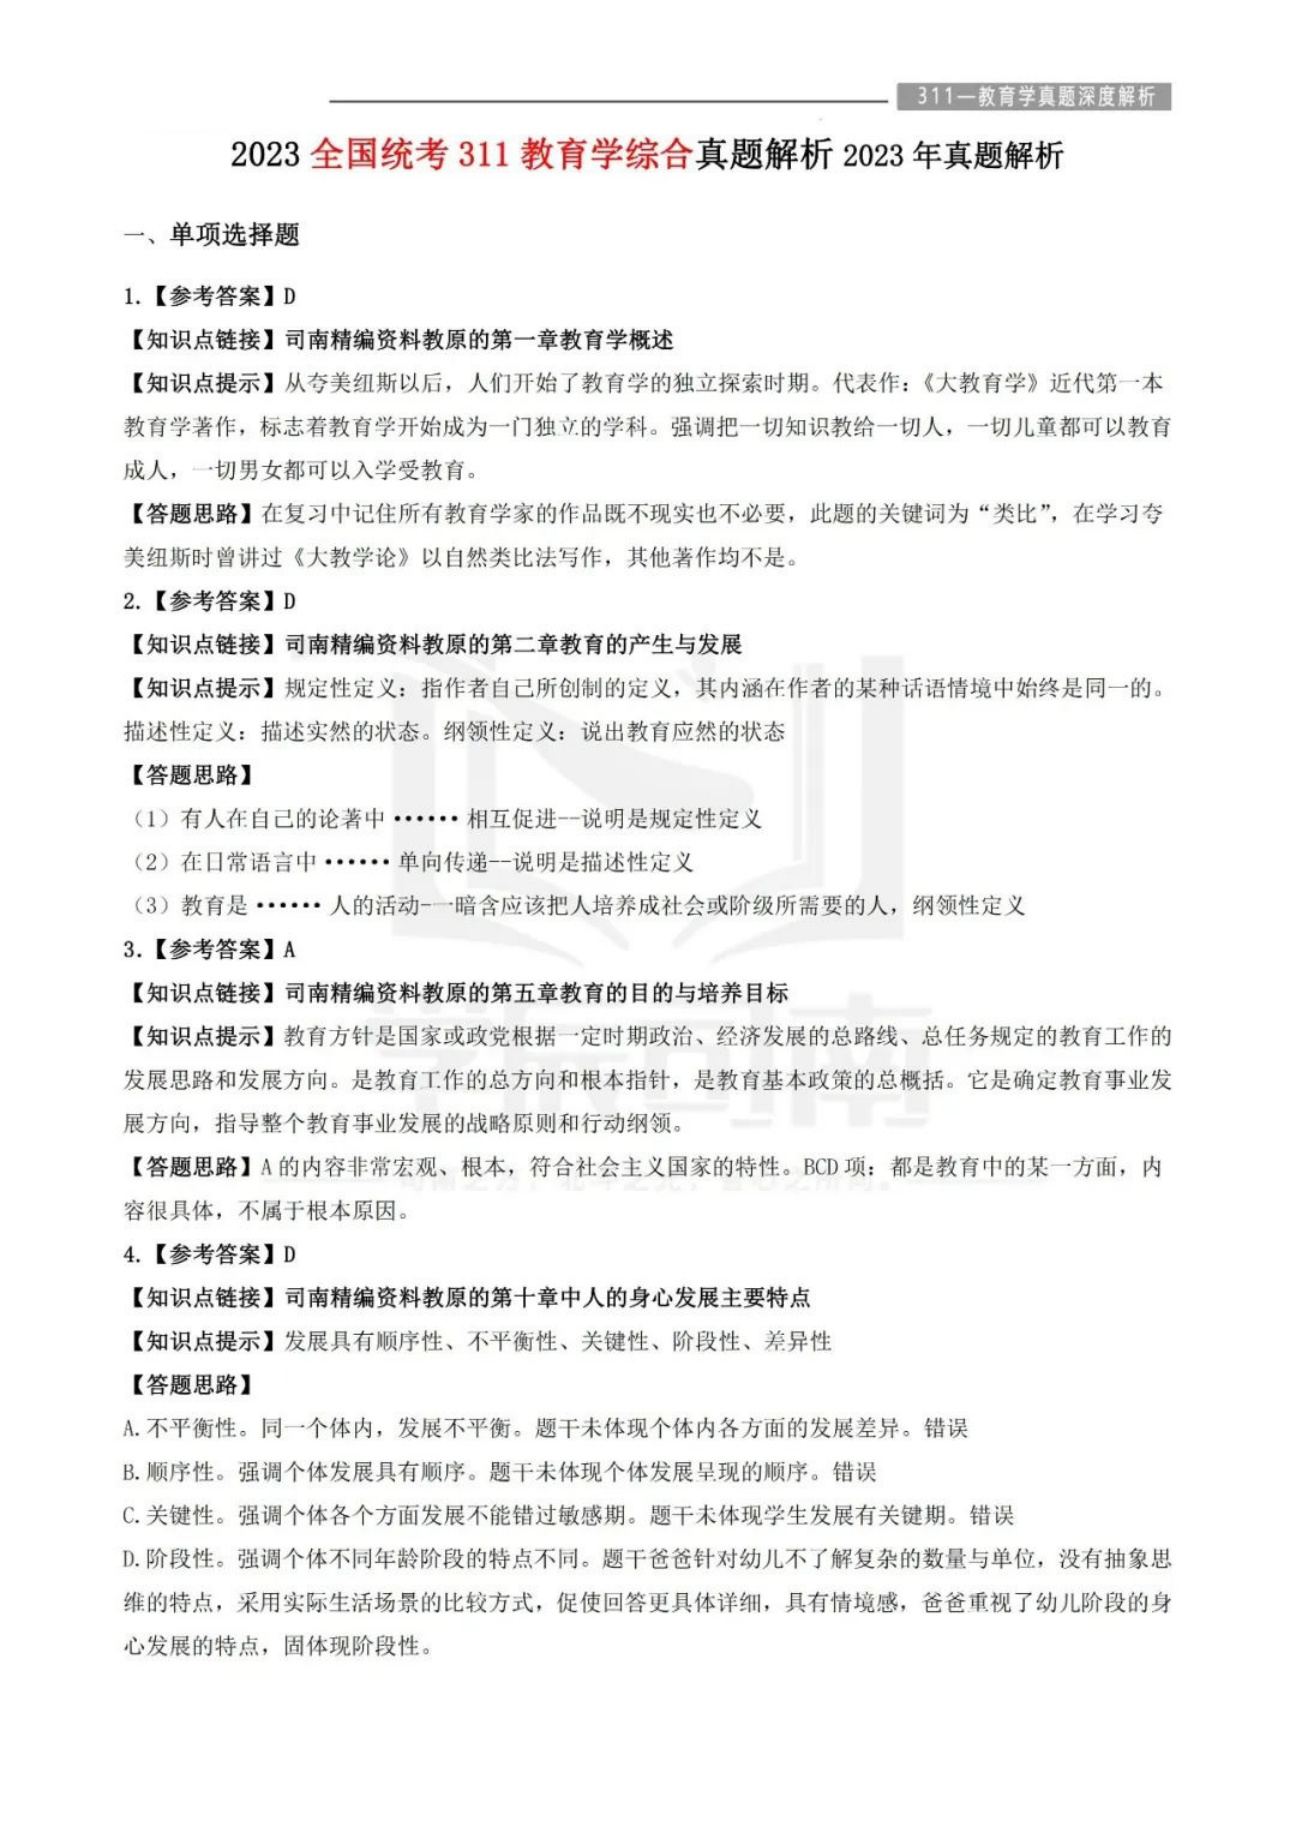 311—教育学真题深度解析
2023 全国统考 311 教育学综合真题解析 2023 年真题解析
一、单项选择题
1.【参考答案】D
【知识点链接】司南精编资料教原的第一章教育学概述
【知识点提示】从夸美纽斯以后，人们开始了教育学的独立探索时期。代表作：《大教育学》近代第一本
教育学著作，标志着教育学开始成为一门独立的学科。强调把一切知识教给一切人，一切儿童都可以教育
成人，一切男女都可以入学受教育。
【答题思路】在复习中记住所有教育学家的作品既不现实也不必要，此题的关键词为“类比”，在学习夸
美纽斯时曾讲过《大教学论》以自然类比法写作，其他著作均不是。
2.【参考答案】D
【知识点链接】司南精编资料教原的第二章教育的产生与发展
【知识点提示】规定性定义：指作者自己所创制的定义，其内涵在作者的某种话语情境中始终是同一的。
描述性定义：描述实然的状态。纲领性定义：说出教育应然的状态
【答题思路】
（1）有人在自己的论著中 •••••• 相互促进--说明是规定性定义
（2）在日常语言中 •••••• 单向传递--说明是描述性定义
（3）教育是 •••••• 人的活动-一暗含应该把人培养成社会或阶级所需要的人，纲领性定义
3.【参考答案】A
【知识点链接】司南精编资料教原的第五章教育的目的与培养目标
【知识点提示】教育方针是国家或政党根据一定时期政治、经济发展的总路线、总任务规定的教育工作的
发展思路和发展方向。是教育工作的总方向和根本指针，是教育基本政策的总概括。它是确定教育事业发
展方向，指导整个教育事业发展的战略原则和行动纲领。
【答题思路】A 的内容非常宏观、根本，符合社会主义国家的特性。BCD 项：都是教育中的某一方面，内
容很具体，不属于根本原因。
4.【参考答案】D
【知识点链接】司南精编资料教原的第十章中人的身心发展主要特点
【知识点提示】发展具有顺序性、不平衡性、关键性、阶段性、差异性
【答题思路】
A.不平衡性。同一个体内，发展不平衡。题干未体现个体内各方面的发展差异。错误
B.顺序性。强调个体发展具有顺序。题干未体现个体发展呈现的顺序。错误
C.关键性。强调个体各个方面发展不能错过敏感期。题干未体现学生发展有关键期。错误
D.阶段性。强调个体不同年龄阶段的特点不同。题干爸爸针对幼儿不了解复杂的数量与单位，没有抽象思
维的特点，采用实际生活场景的比较方式，促使回答更具体详细，具有情境感，爸爸重视了幼儿阶段的身
心发展的特点，固体现阶段性。